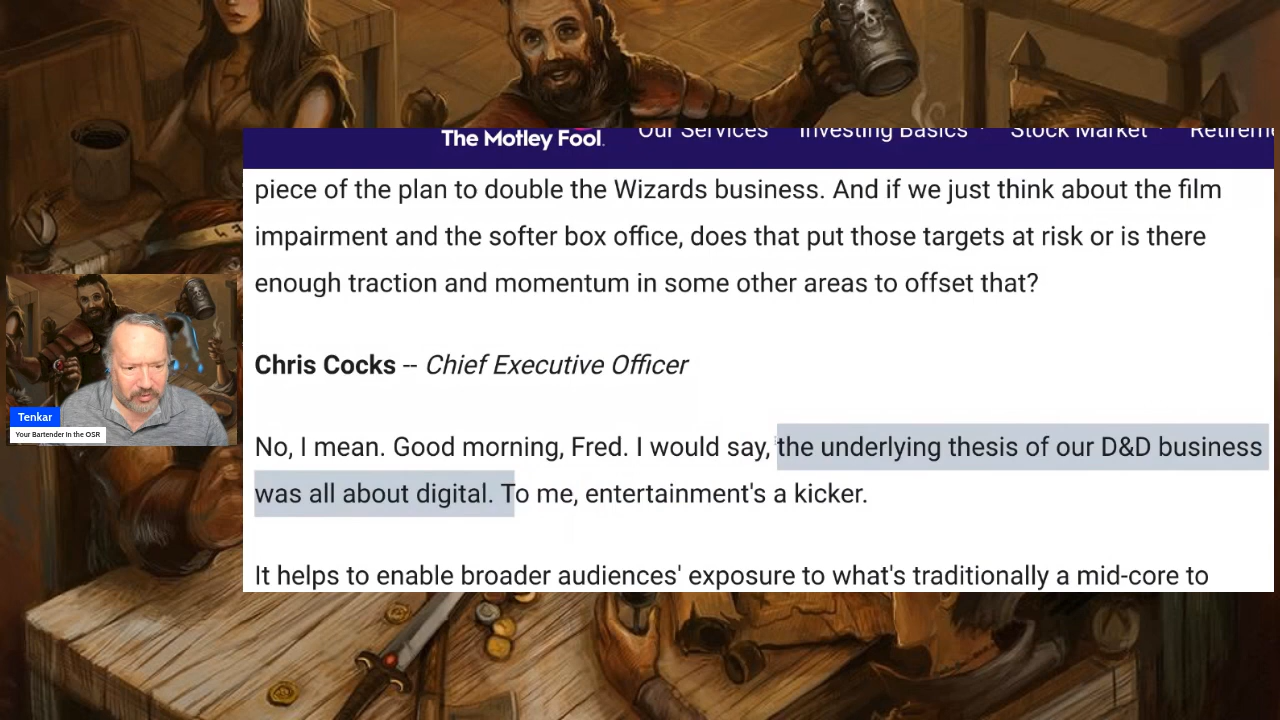 The Motley Fool.
Our Services Investing Basics Stock Market Retirem
piece of the plan to double the Wizards business. And if we just think about the film
impairment and the softer box office, does that put those targets at risk or is there
enough traction and momentum in some other areas to offset that?
Chris Cocks -- Chief Executive Officer
No, I mean. Good morning, Fred. I would say, the underlying thesis of our D&D business
was all about digital. To me, entertainment's a kicker.
It helps to enable broader audiences' exposure to what's traditionally a mid-core to
Tenkar
Your Bartender In the OSR